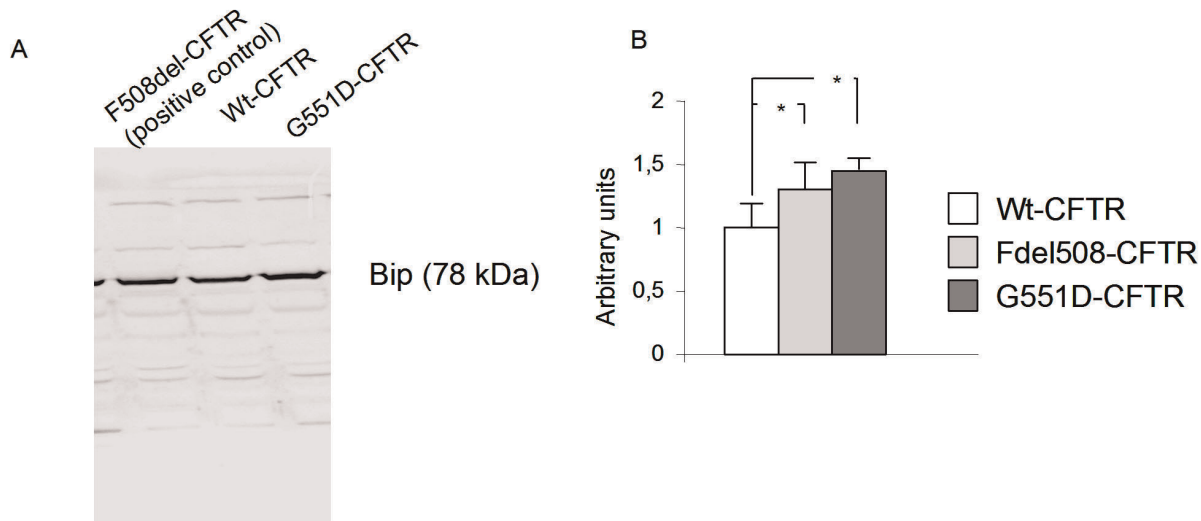 A
F508del-CFTR
(positive control)
Wt-CFTR
G551D-CFTR
Bip (78 kDa)
B
*
*
2
1,5
1
0,5
0
Arbitrary units
Wt-CFTR
Fdel508-CFTR
G551D-CFTR